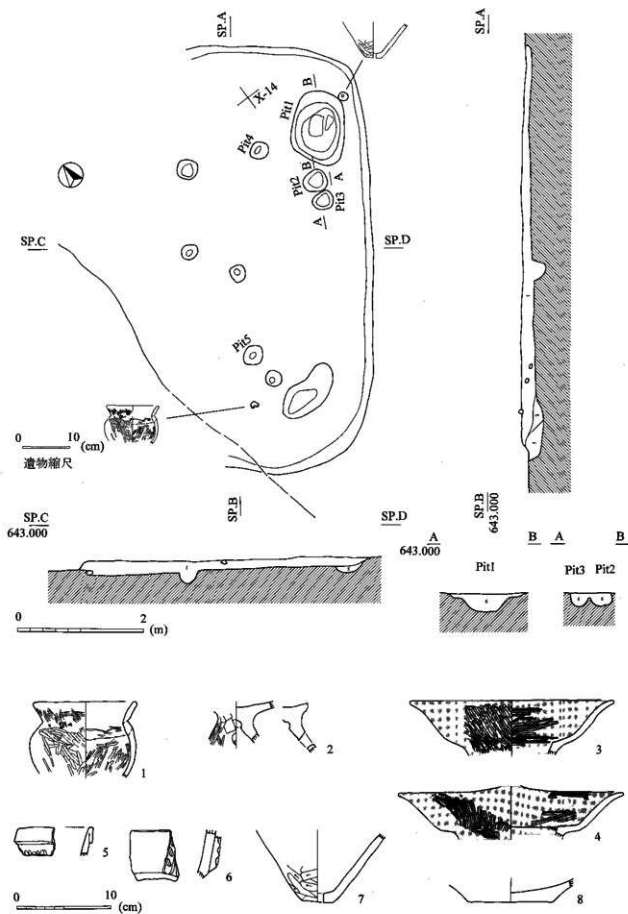 SP.A
SP.A
X-14
B
Pit1
Pit4
B
Pit2
A
Pit3
A
SP.C
SP.D
Pit5
0 10 (cm)
遺物縮尺
SP.B
SP.B
643.000
SP.C
643.000
SP.D
A
643.000
B
A
B
Pit1
Pit3 Pit2
0 2
(m)
1
2
3
4
5
6
7
8
0 10
cm